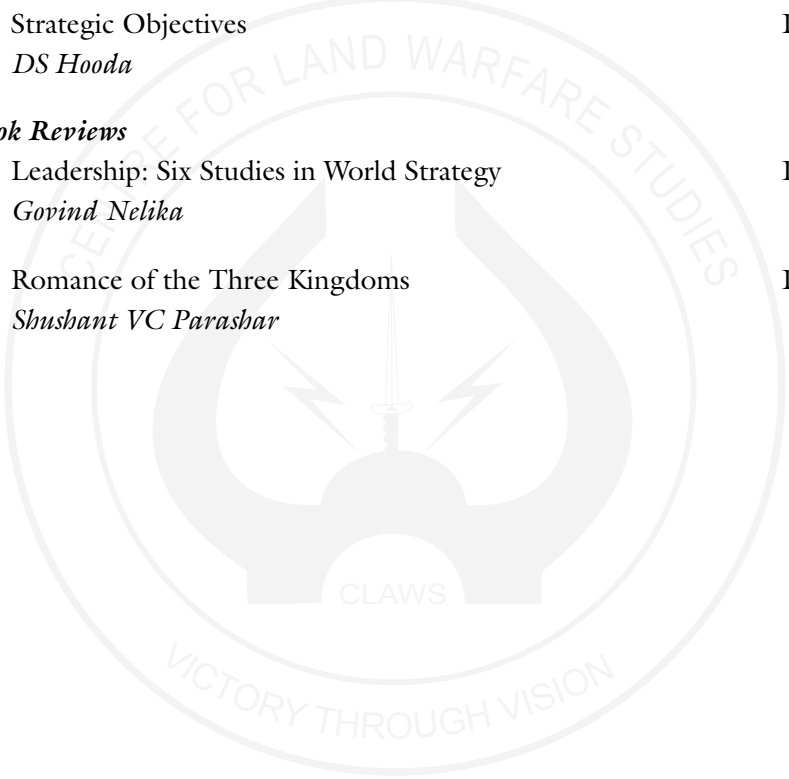 Strategic Objectives
DS Hooda
ok Reviews
Leadership: Six Studies in World Strategy
Govind Nelika
Romance of the Three Kingdoms
Shushant VC Parashar
CENTRE FOR LAND WARFARE STUDIES
CLAWS
VICTORY THROUGH VISION